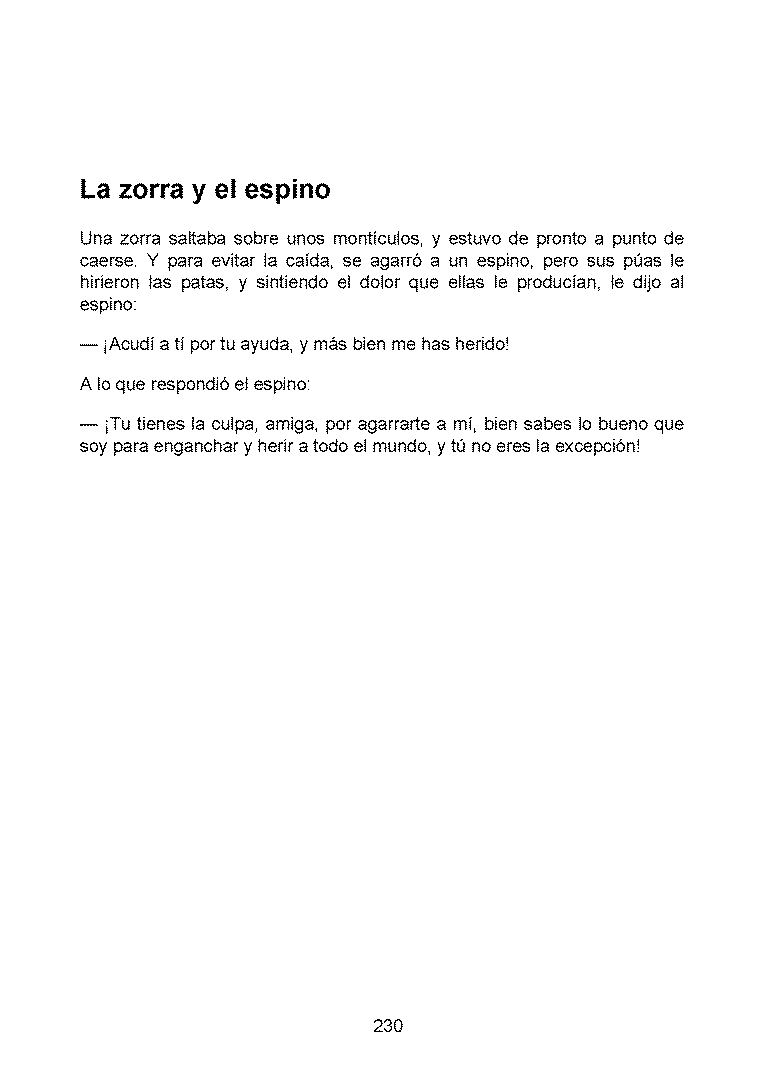 La zorra y el espino
Una zorra saltaba sobre unos montículos, y estuvo de pronto a punto de
caerse. Y para evitar la caída, se agarró a un espino, pero sus púas le
hirieron las patas, y sintiendo el dolor que ellas le producían, le dijo al
espino:
— ¡Acudí a tí por tu ayuda, y más bien me has herido!
A lo que respondió el espino:
— ¡Tu tienes la culpa, amiga, por agarrarte a mí, bien sabes lo bueno que
soy para enganchar y herir a todo el mundo, y tú no eres la excepción!
230